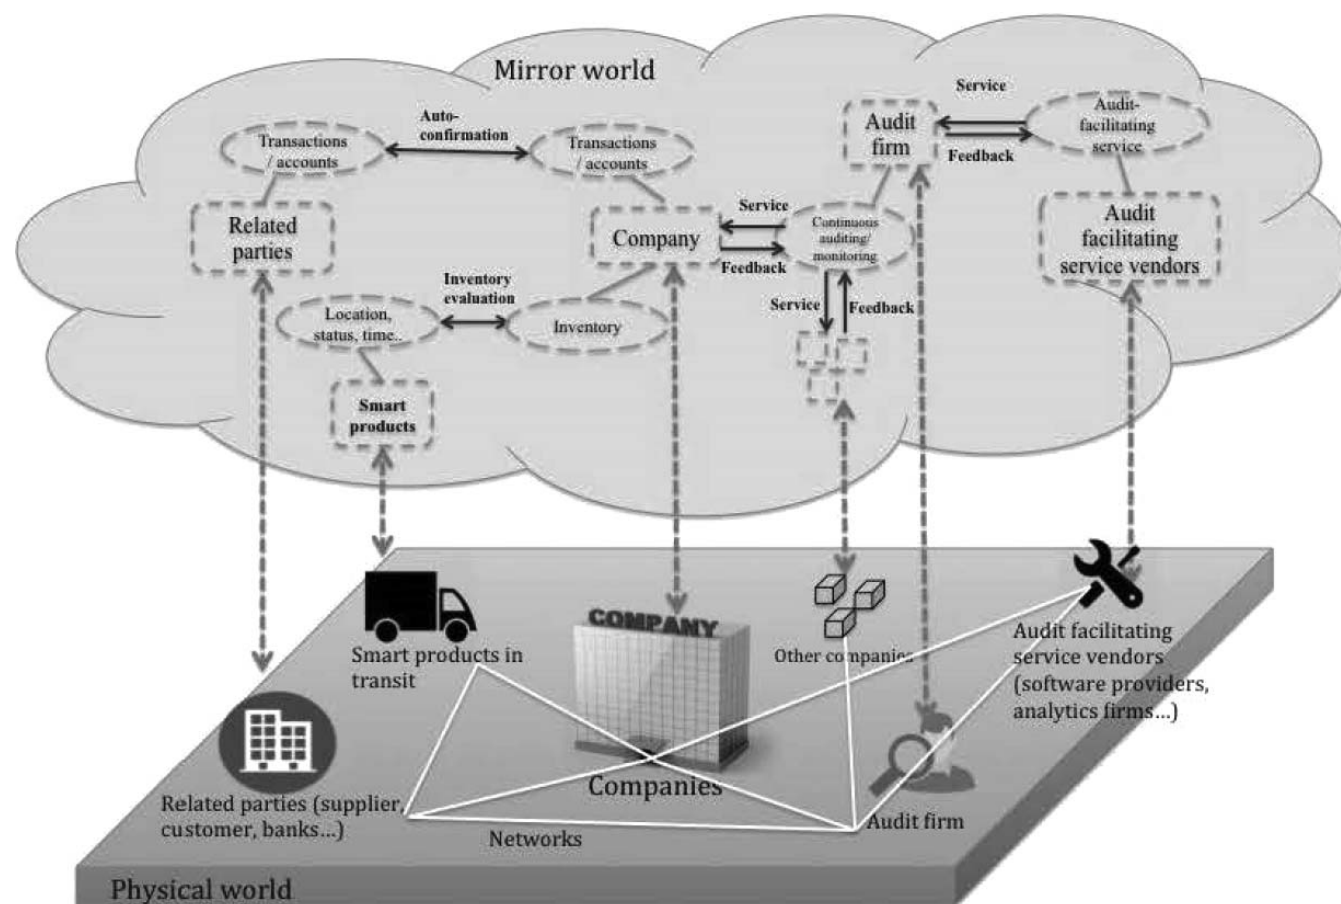 Mirror world
Service
Audit
firm
Audit-
facilitating
service
Feedback
Auto-
confirmation
Transactions
/ accounts
Transactions
/ accounts
Related
parties
Company
Service
Feedback
Continuous
auditing/
monitoring
Audit
facilitating
service vendors
Inventory
evaluation
Location,
status, time..
Inventory
Service
Feedback
Smart
products
COMPANY
Smart products in
transit
Other companies
Audit facilitating
service vendors
(software providers,
analytics firms...)
Companies
Related parties (supplier,
customer, banks...)
Networks
Audit firm
Physical world